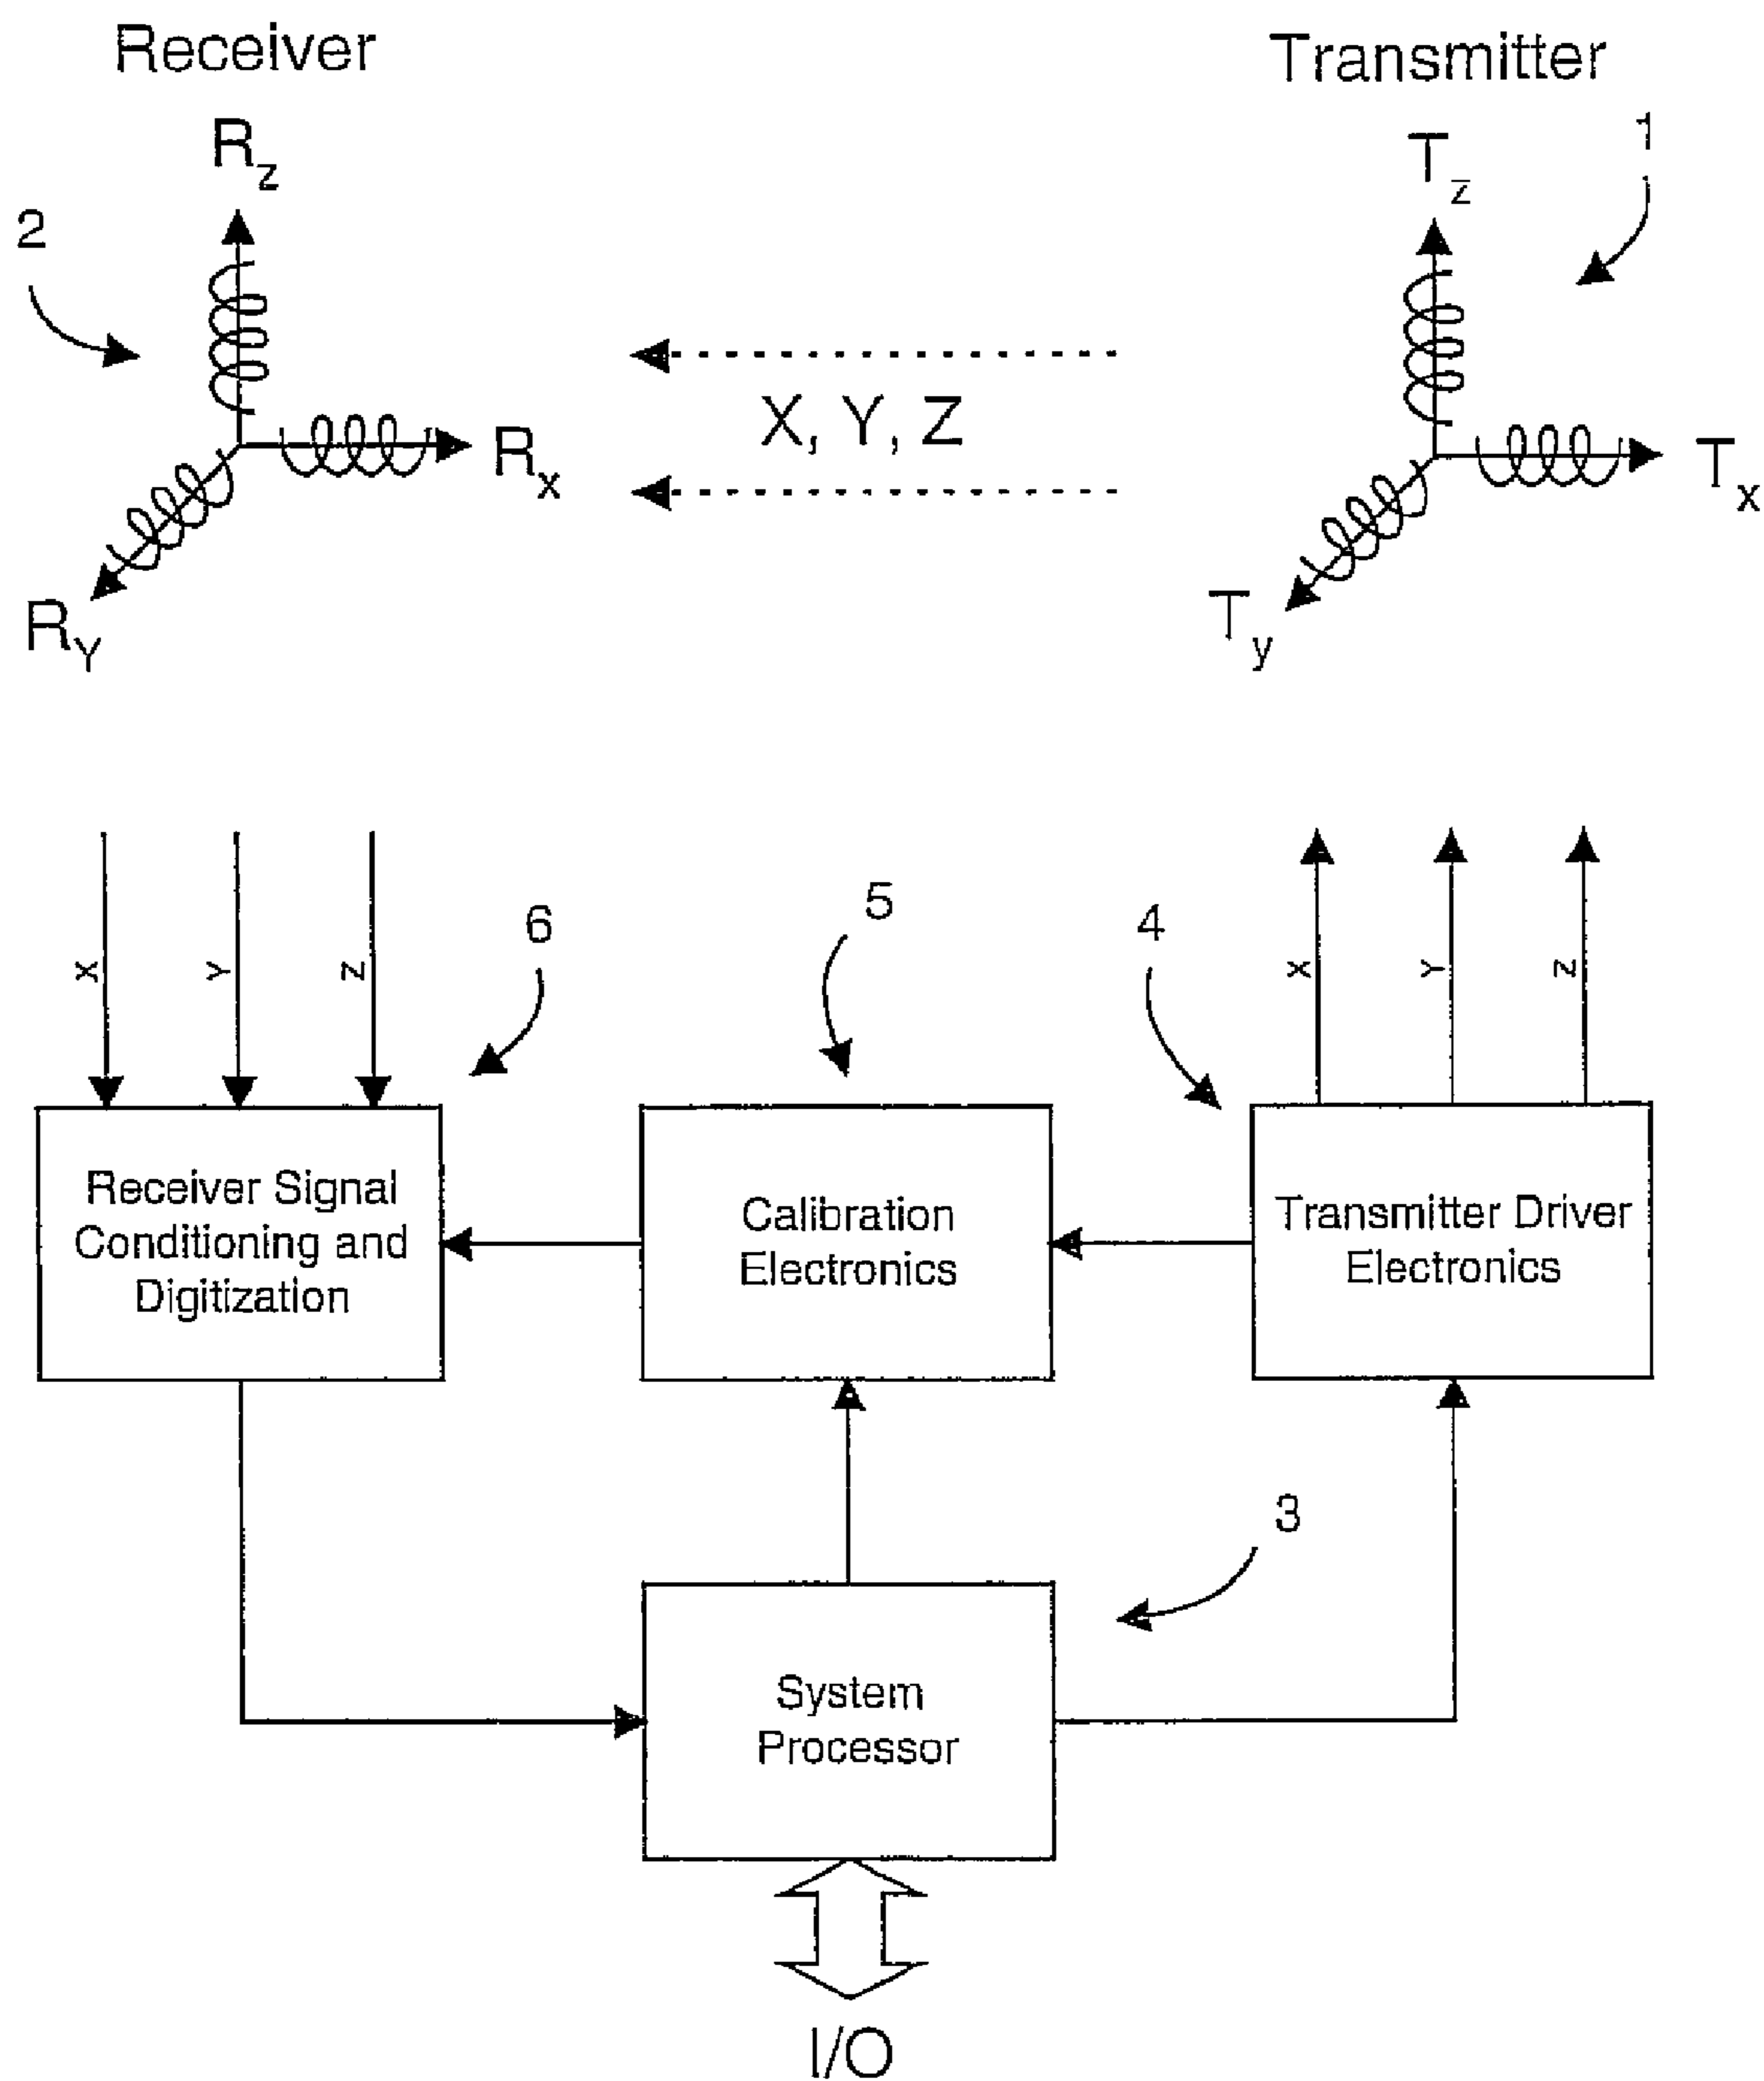 Receiver
Transmitter
Rz
Tz
1
2
X, Y, Z
Rx
Tx
RY
Ty
X
Y
Z
6
5
4
X
Y
Z
Receiver Signal
Conditioning and
Digitization
Calibration
Electronics
Transmitter Driver
Electronics
3
System
Processor
I/O